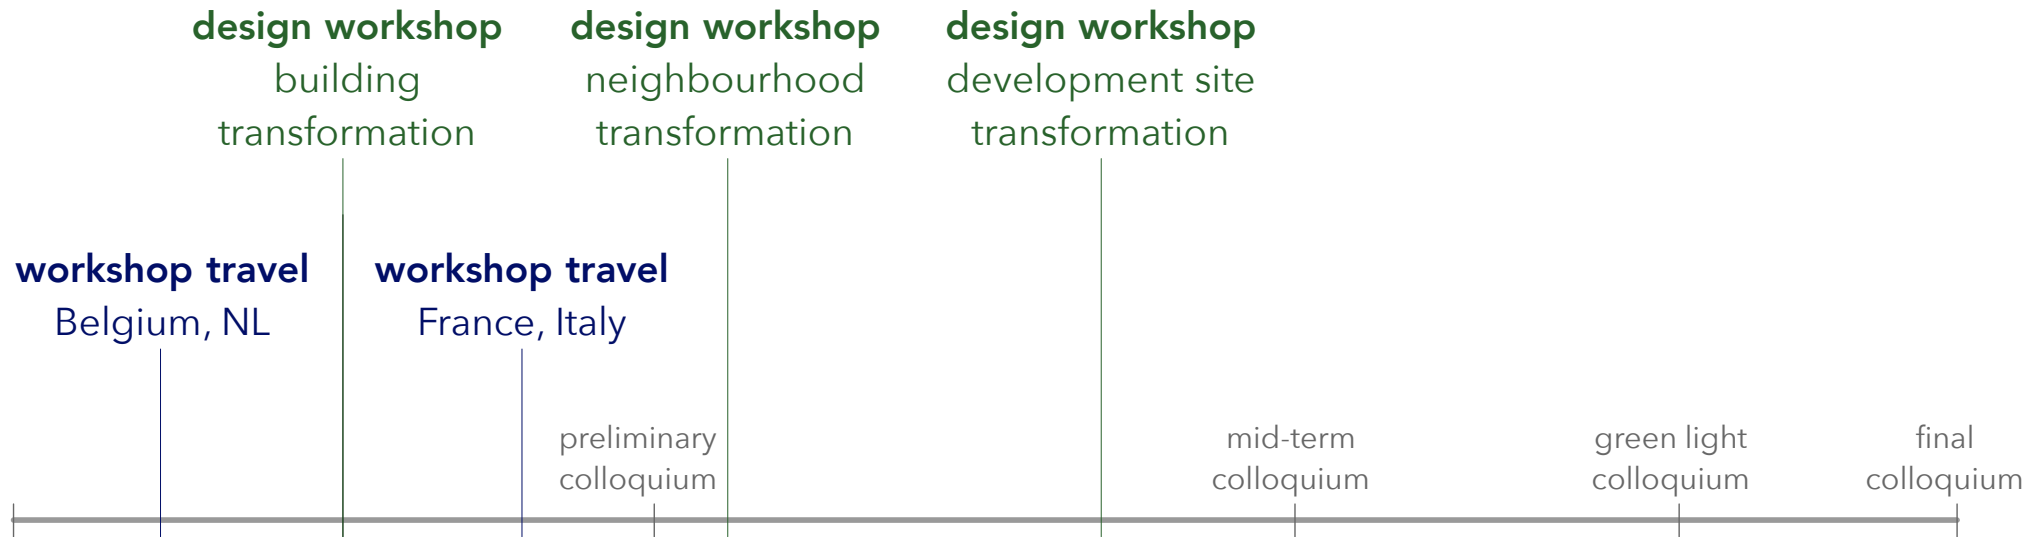 design workshop
building
transformation
design workshop
neighbourhood
transformation
design workshop
development site
transformation
workshop travel
Belgium, NL
workshop travel
France, Italy
preliminary
colloquium
mid-term
colloquium
green light
colloquium
final
colloquium